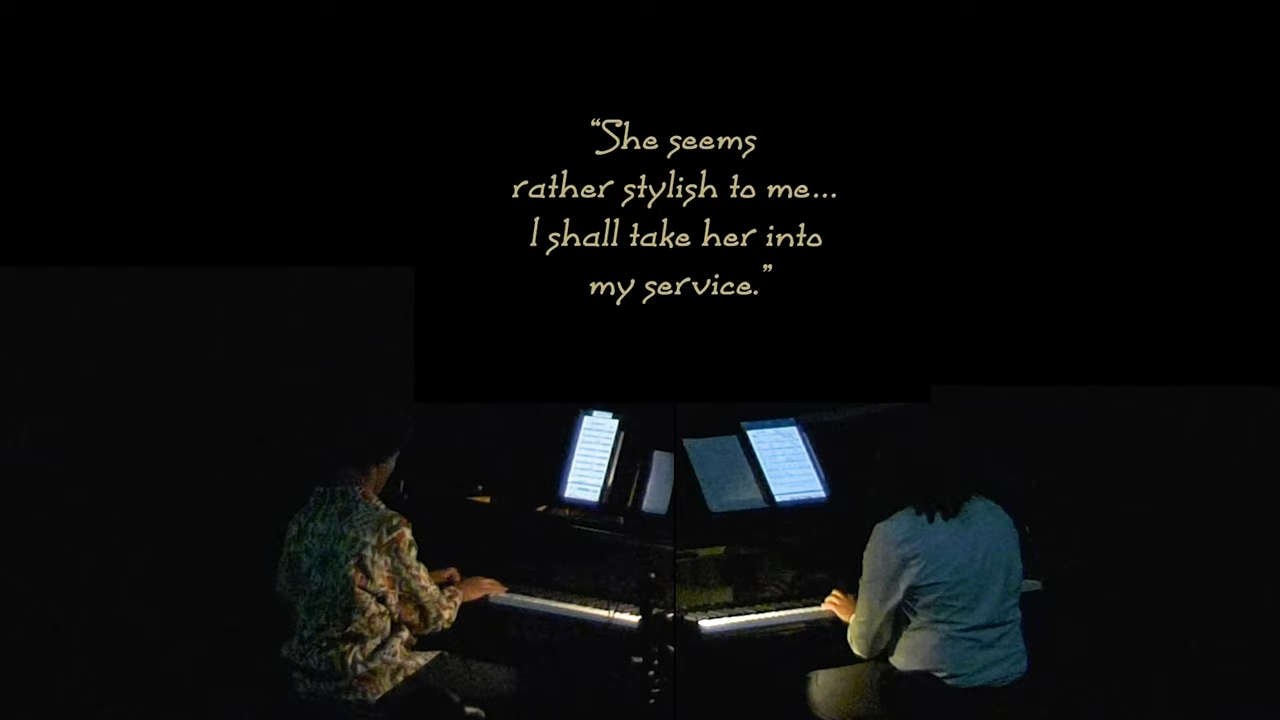 “She seems
rather stylish to me...
I shall take her into
my service.”